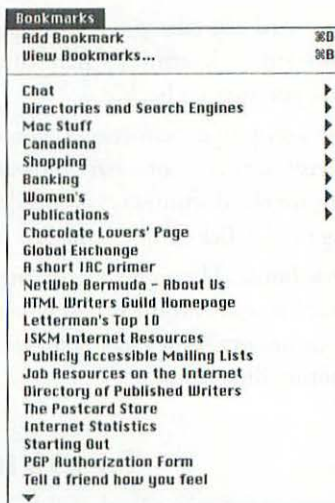 Bookmarks
Add Bookmark ⌘D
View Bookmarks... ⌘B
Chat
Directories and Search Engines
Mac Stuff
Canadiana
Shopping
Banking
Women's
Publications
Chocolate Lovers' Page
Global Exchange
A short IRC primer
NetWeb Bermuda - About Us
HTML Writers Guild Homepage
Letterman's Top 10
ISKM Internet Resources
Publicly Accessible Mailing Lists
Job Resources on the Internet
Directory of Published Writers
The Postcard Store
Internet Statistics
Starting Out
PGP Authorization Form
Tell a friend how you feel